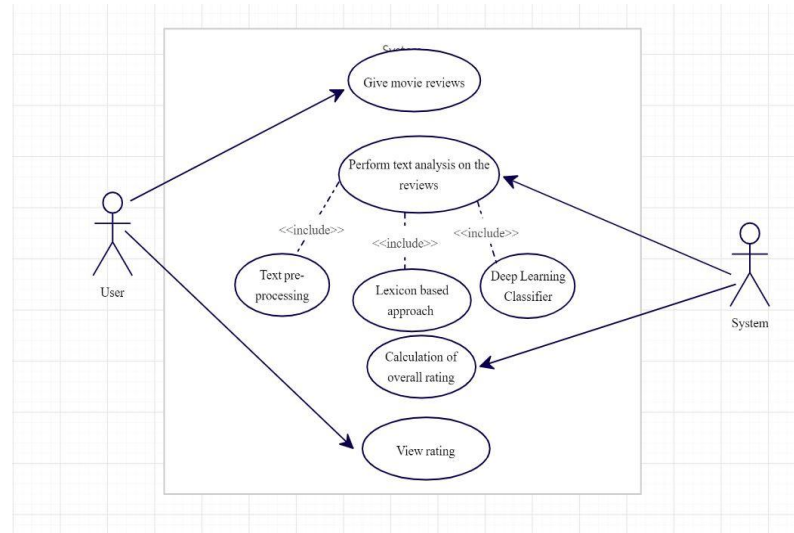 Give movie reviews
Perform text analysis on the
reviews
<<include>>
<<include>>
<<include>>
Text pre-
processing
Lexicon based
approach
Deep Learning
Classifier
User
System
Calculation of
overall rating
View rating